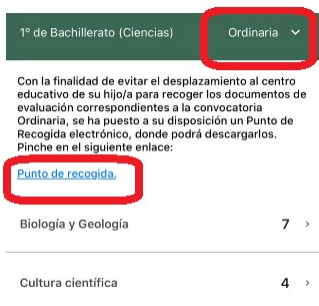 1º de Bachillerato (Ciencias) Ordinaria
Con la finalidad de evitar el desplazamiento al centro
educativo de su hijo/a para recoger los documentos de
evaluación correspondientes a la convocatoria
Ordinaria, se ha puesto a su disposición un Punto de
Recogida electrónico, donde podrá descargarlos.
Pinche en el siguiente enlace:
Punto de recogida.
Biología y Geología 7
Cultura científica 4